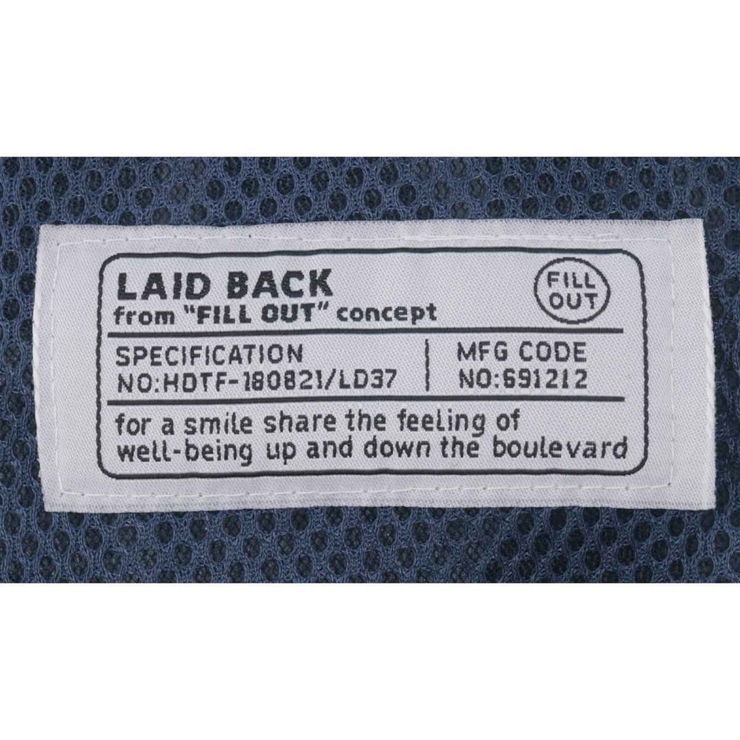 LAID BACK
from "FILL OUT" concept
FILL
OUT
SPECIFICATION
NO:HDTF-180821/LD37
MFG CODE
NO:691212
for a smile share the feeling of
well-being up and down the boulevard